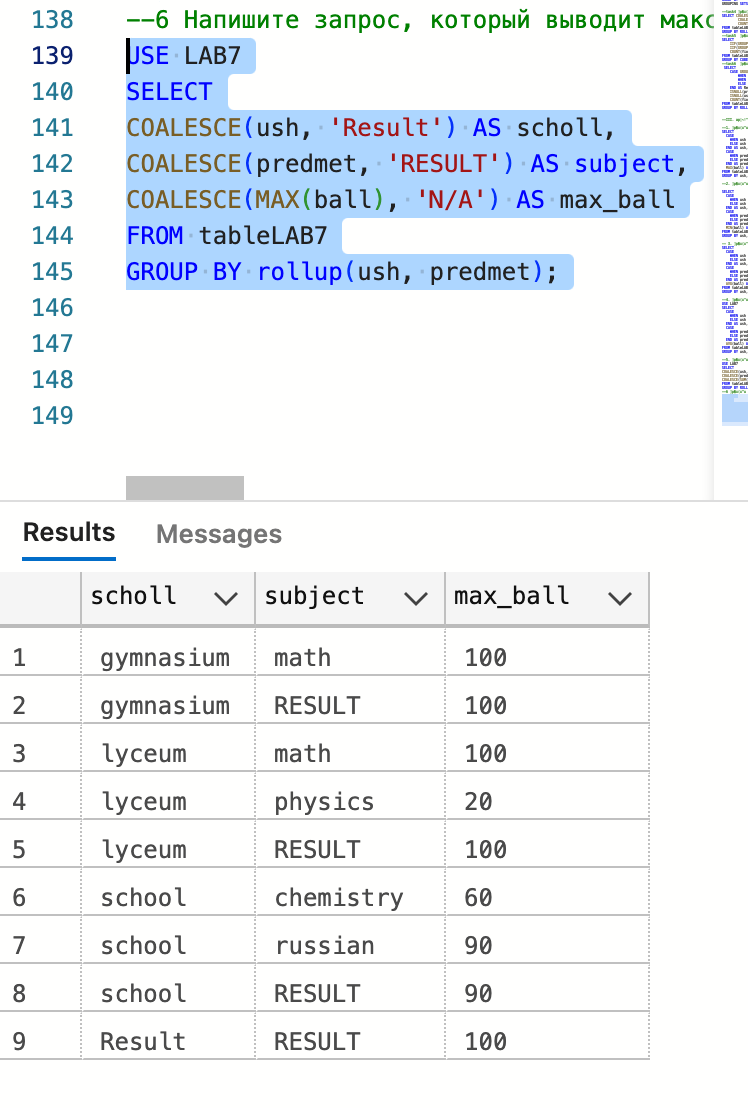 138 --6 Напишите запрос, который выводит макс
139 USE LAB7
140 SELECT
141 COALESCE(ush, 'Result') AS scholl,
142 COALESCE(predmet, 'RESULT') AS subject,
143 COALESCE(MAX(ball), 'N/A') AS max_ball
144 FROM tableLAB7
145 GROUP BY rollup(ush, predmet);
146
147
148
149
Results Messages
scholl subject max_ball
1 gymnasium math 100
2 gymnasium RESULT 100
3 lyceum math 100
4 lyceum physics 20
5 lyceum RESULT 100
6 school chemistry 60
7 school russian 90
8 school RESULT 90
9 Result RESULT 100